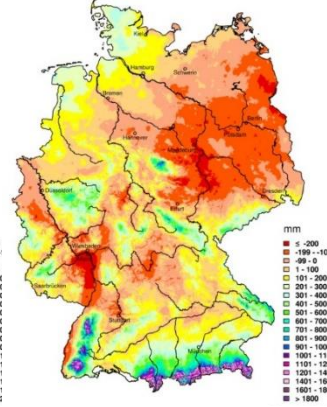 Kiel
Hamburg
Schwerin
Bremen
Berlin
Hannover
Potsdam
Magdeburg
Düsseldorf
Dresden
Erfurt
Wiesbaden
Saarbrücken
Stuttgart
München
mm
≤ -200
-99 - 0
1 - 100
101 - 200
201 - 300
301 - 400
401 - 500
501 - 600
601 - 700
701 - 800
801 - 900
> 1800